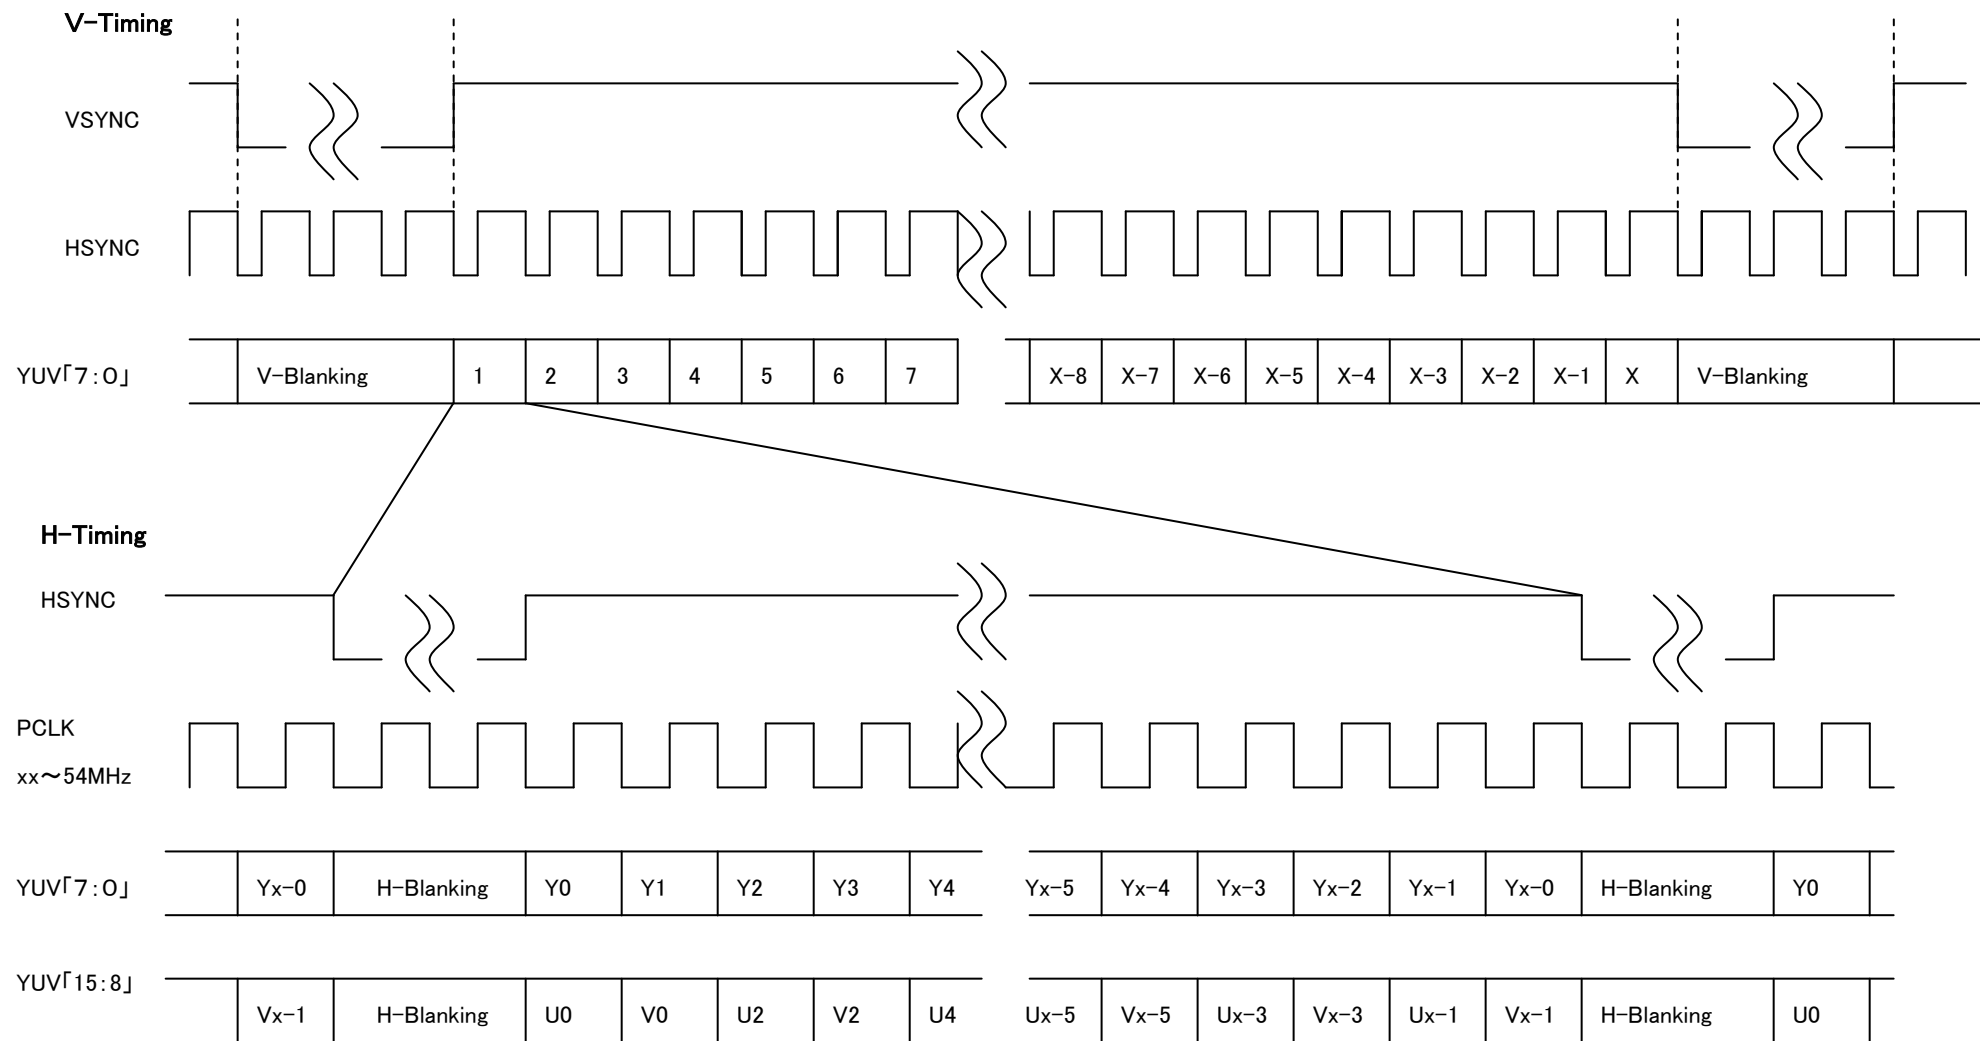 V-Timing
VSYNC
HSYNC
YUV「7:0」 V-Blanking 1 2 3 4 5 6 7 X-8 X-7 X-6 X-5 X-4 X-3 X-2 X-1 X V-Blanking
H-Timing
HSYNC
PCLK
xx～54MHz
YUV「7:0」 Yx-0 H-Blanking Y0 Y1 Y2 Y3 Y4 Yx-5 Yx-4 Yx-3 Yx-2 Yx-1 Yx-0 H-Blanking Y0
YUV「15:8」 Vx-1 H-Blanking U0 V0 U2 V2 U4 Ux-5 Vx-5 Ux-3 Vx-3 Ux-1 Vx-1 H-Blanking U0